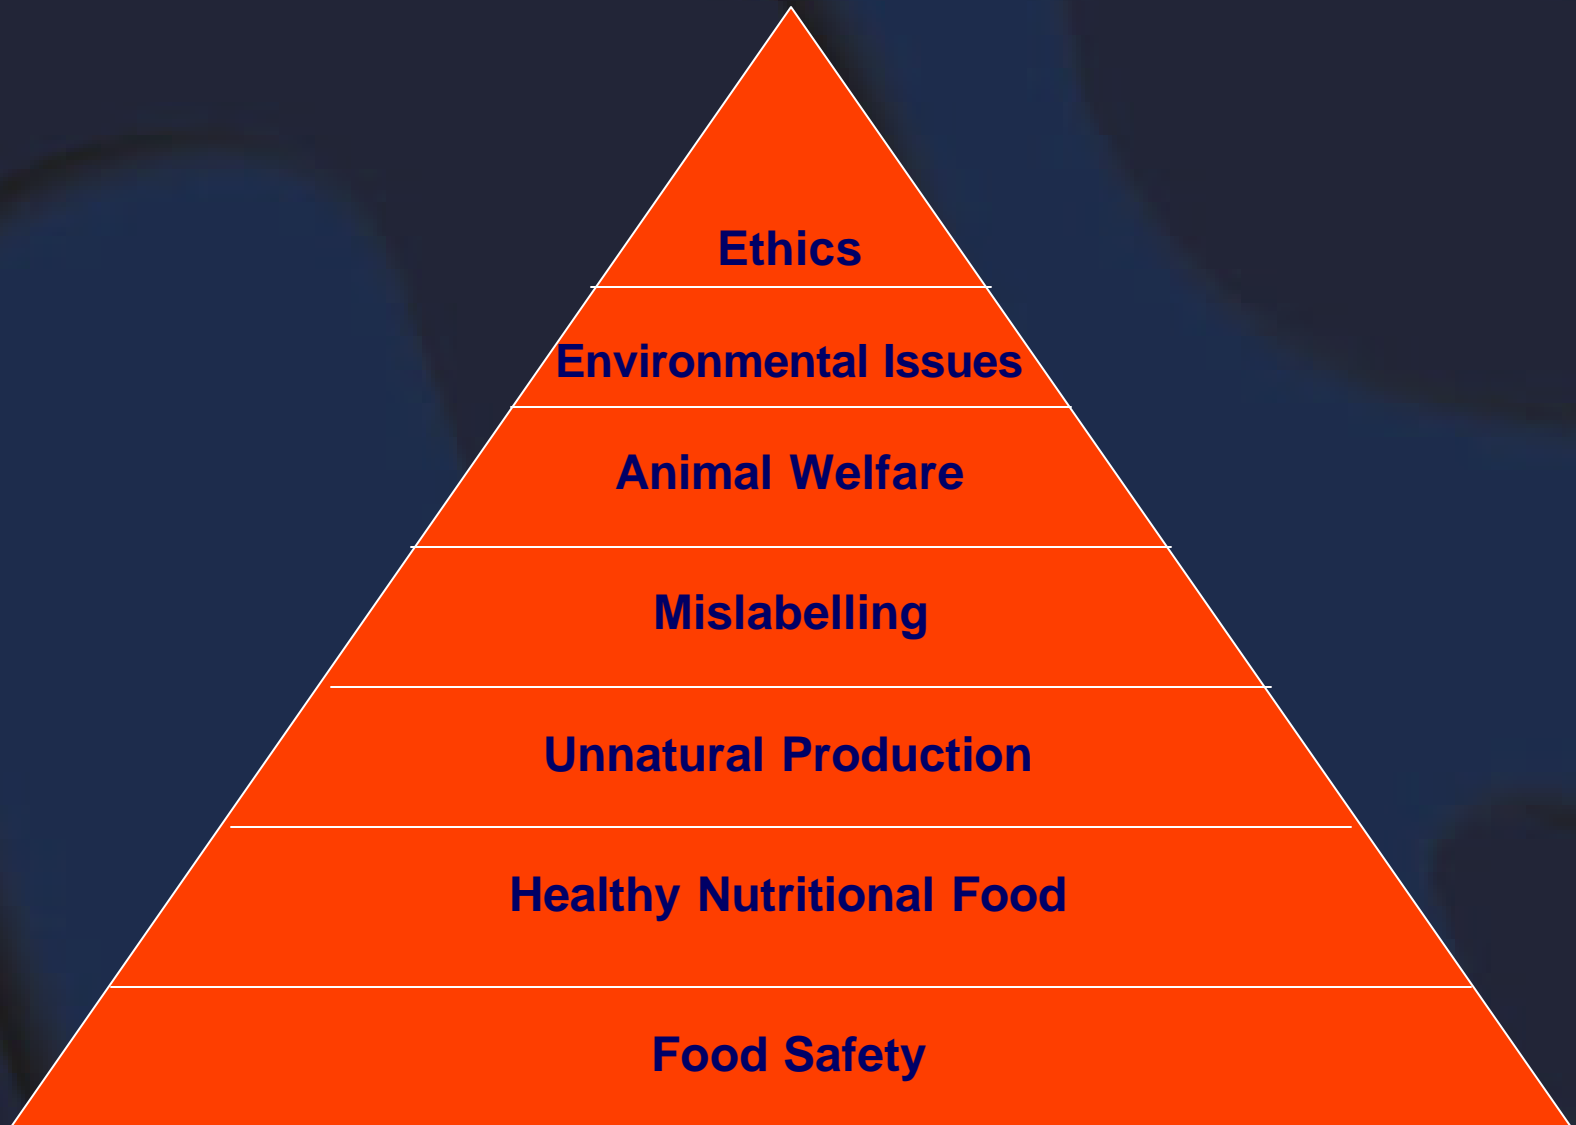 Ethics
Environmental Issues
Animal Welfare
Mislabelling
Unnatural Production
Healthy Nutritional Food
Food Safety